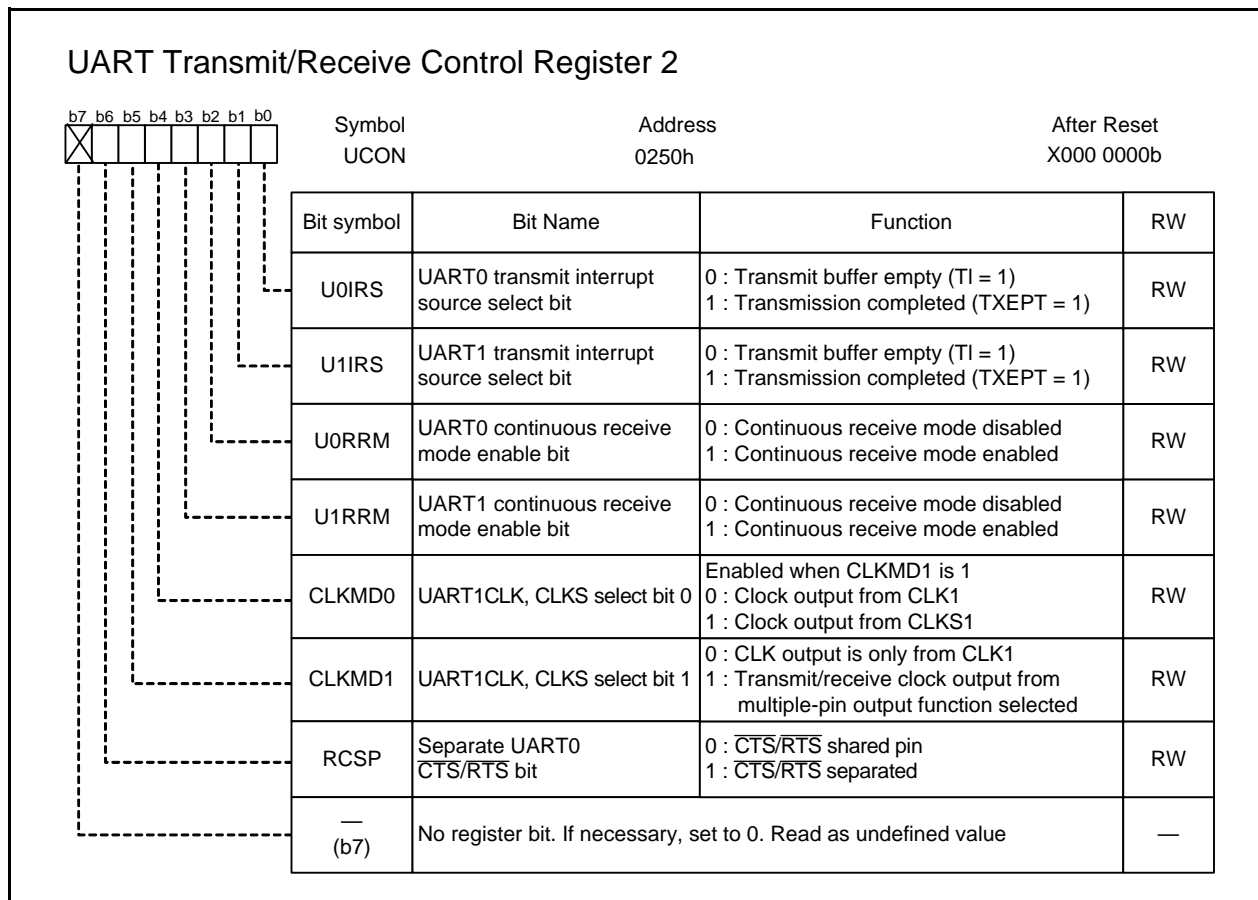 UART Transmit/Receive Control Register 2
b7 b6 b5 b4 b3 b2 b1 b0
Symbol Address After Reset
UCON 0250h X000 0000b
Bit symbol Bit Name Function RW
U0IRS UART0 transmit interrupt source select bit 0 : Transmit buffer empty (TI = 1)
1 : Transmission completed (TXEPT = 1) RW
U1IRS UART1 transmit interrupt source select bit 0 : Transmit buffer empty (TI = 1)
1 : Transmission completed (TXEPT = 1) RW
U0RRM UART0 continuous receive mode enable bit 0 : Continuous receive mode disabled
1 : Continuous receive mode enabled RW
U1RRM UART1 continuous receive mode enable bit 0 : Continuous receive mode disabled
1 : Continuous receive mode enabled RW
CLKMD0 UART1CLK, CLKS select bit 0 Enabled when CLKMD1 is 1
0 : Clock output from CLK1
1 : Clock output from CLKS1 RW
CLKMD1 UART1CLK, CLKS select bit 1 0 : CLK output is only from CLK1
1 : Transmit/receive clock output from
multiple-pin output function selected RW
RCSP Separate UART0 CTS/RTS bit 0 : CTS/RTS shared pin
1 : CTS/RTS separated RW
— (b7) No register bit. If necessary, set to 0. Read as undefined value —